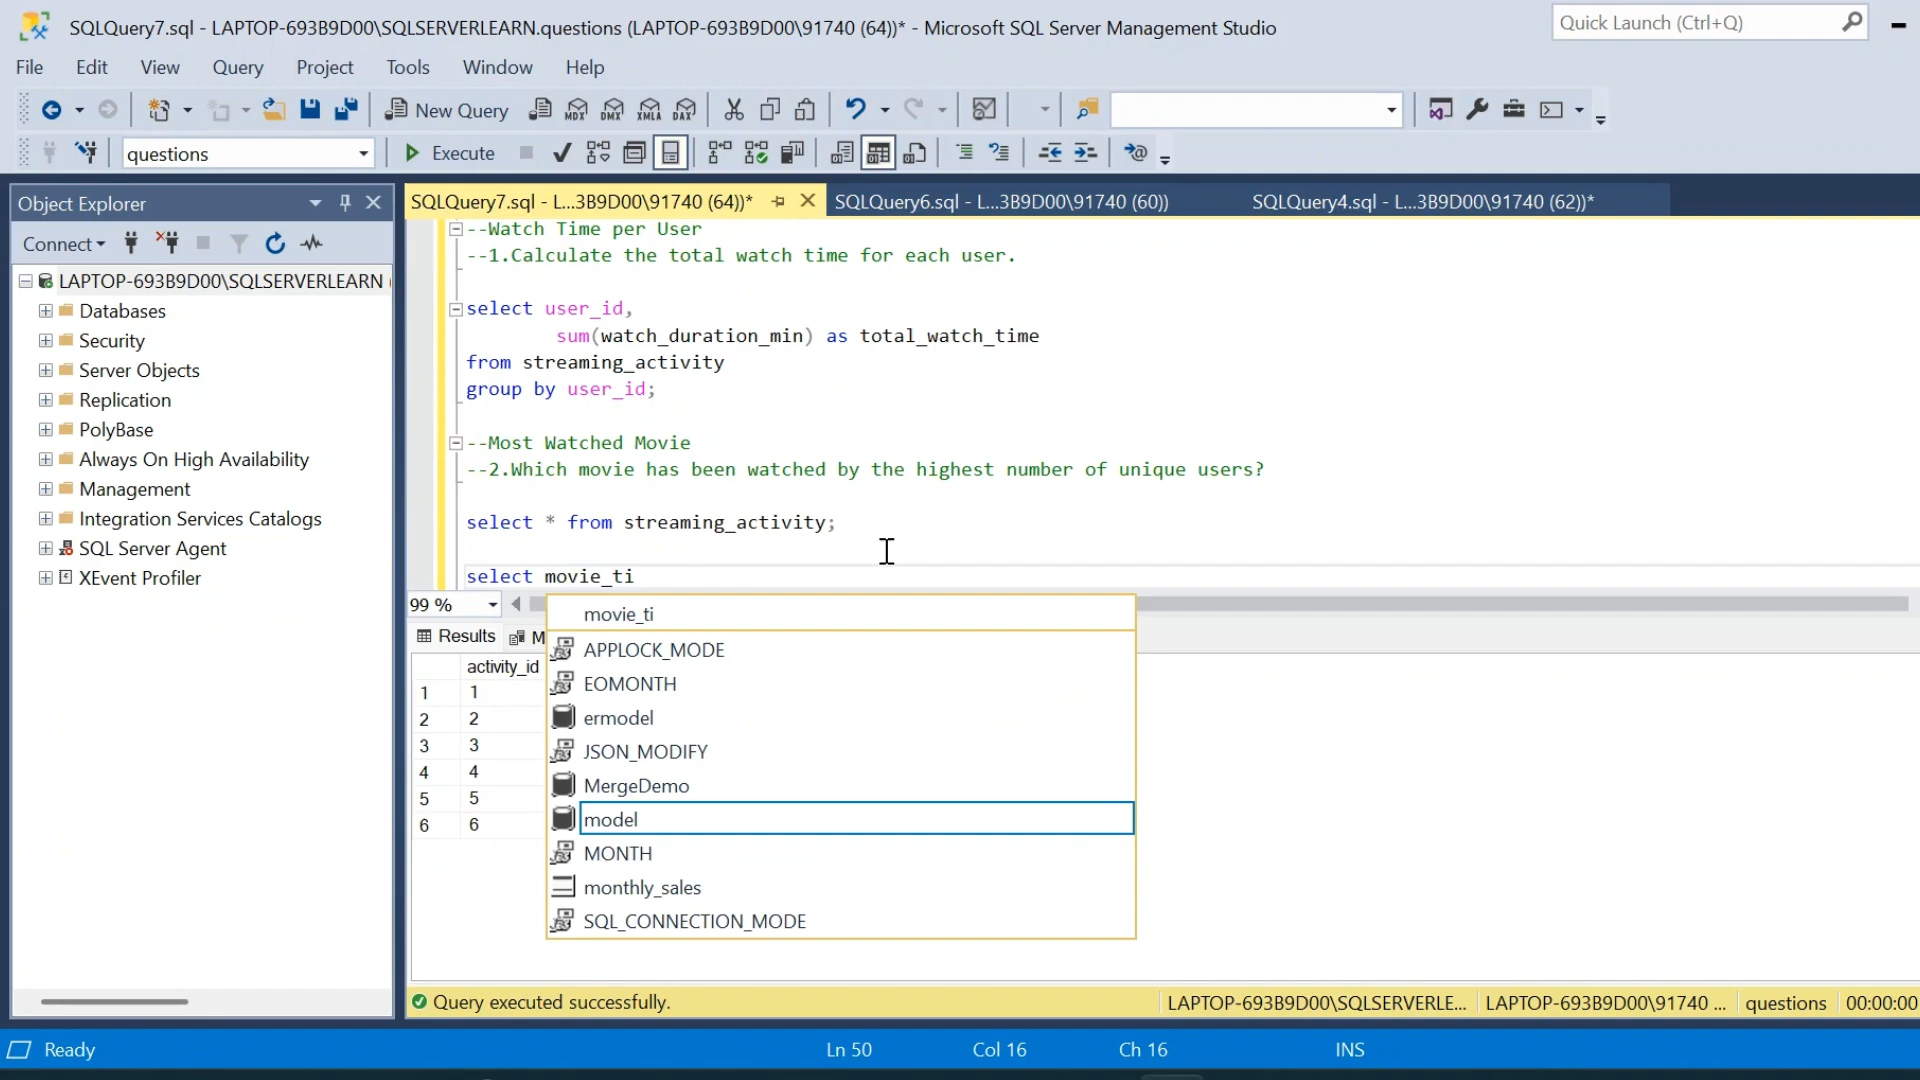 SQLQuery7.sql - LAPTOP-693B9D00\SQLSERVERLEARN.questions (LAPTOP-693B9D00\91740 (64))* - Microsoft SQL Server Management Studio
Quick Launch (Ctrl+Q)
File Edit View Query Project Tools Window Help
New Query MDX DMX XMLA DAX
questions Execute
Object Explorer
SQLQuery7.sql - L...3B9D00\91740 (64))* SQLQuery6.sql - L...3B9D00\91740 (60)) SQLQuery4.sql - L...3B9D00\91740 (62))*
Connect
LAPTOP-693B9D00\SQLSERVERLEARN (
Databases
Security
Server Objects
Replication
PolyBase
Always On High Availability
Management
Integration Services Catalogs
SQL Server Agent
XEvent Profiler
--Watch Time per User
--1.Calculate the total watch time for each user.
select user_id,
sum(watch_duration_min) as total_watch_time
from streaming_activity
group by user_id;
--Most Watched Movie
--2.Which movie has been watched by the highest number of unique users?
select * from streaming_activity;
select movie_ti
99 %
movie_ti
APPLOCK_MODE
EOMONTH
ermodel
JSON_MODIFY
MergeDemo
model
MONTH
monthly_sales
SQL_CONNECTION_MODE
Results M
activity_id
1 1
2 2
3 3
4 4
5 5
6 6
Query executed successfully. LAPTOP-693B9D00\SQLSERVERLE... LAPTOP-693B9D00\91740 ... questions 00:00:00
Ready Ln 50 Col 16 Ch 16 INS